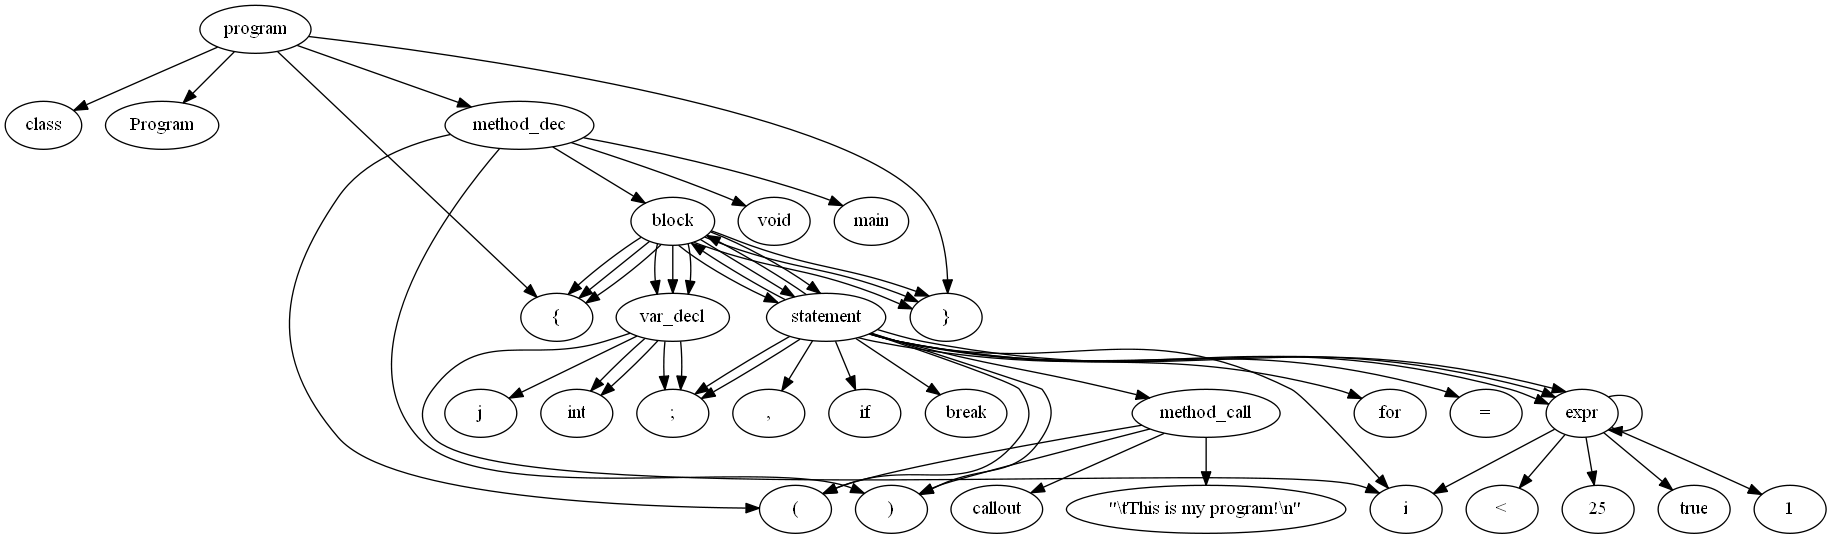 program
class
Program
method_dec
block
void
main
{
var_decl
statement
}
j
int
;
,
if
break
method_call
for
=
expr
(
)
callout
"\tThis is my program!\n"
i
<
25
true
1